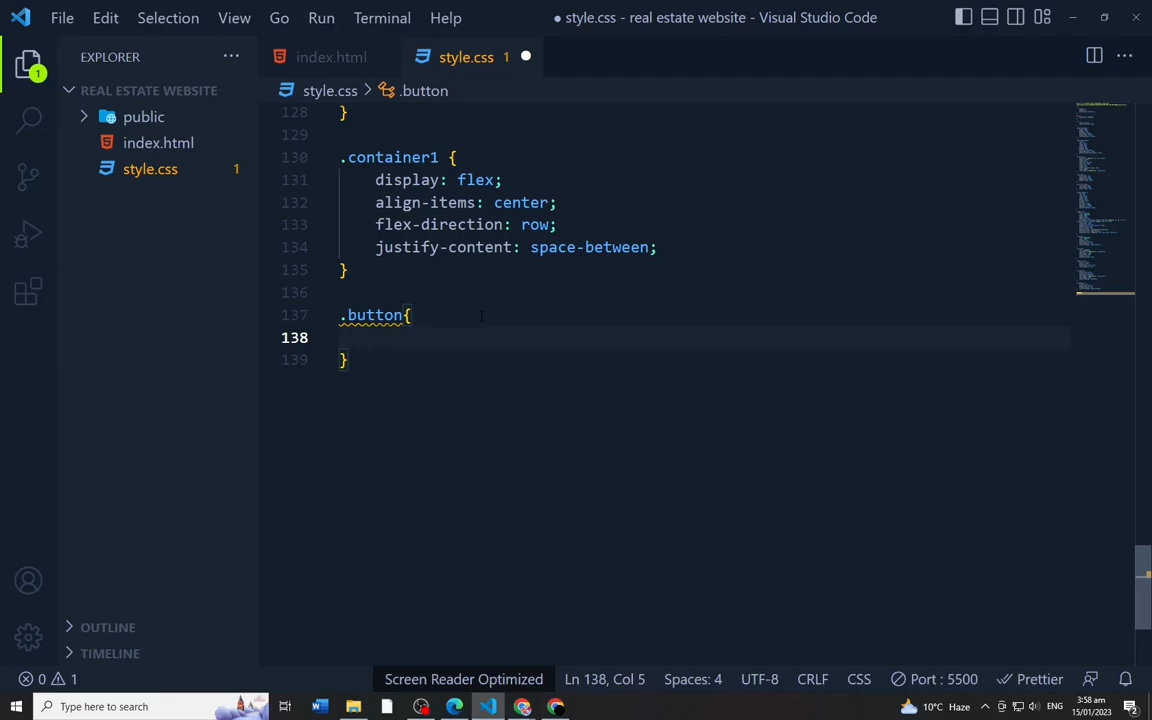 File Edit Selection View Go Run Terminal Help
● style.css - real estate website - Visual Studio Code
1
EXPLORER ...
REAL ESTATE WEBSITE
public
index.html
style.css 1
OUTLINE
TIMELINE
index.html
style.css 1
style.css > .button
128 }
129
130 .container1 {
131 display: flex;
132 align-items: center;
133 flex-direction: row;
134 justify-content: space-between;
135 }
136
137 .button{
138
139 }
0 1
Screen Reader Optimized Ln 138, Col 5 Spaces: 4 UTF-8 CRLF CSS Port : 5500 Prettier
Type here to search
10°C Haze ENG
3:58 am
15/01/2023
2